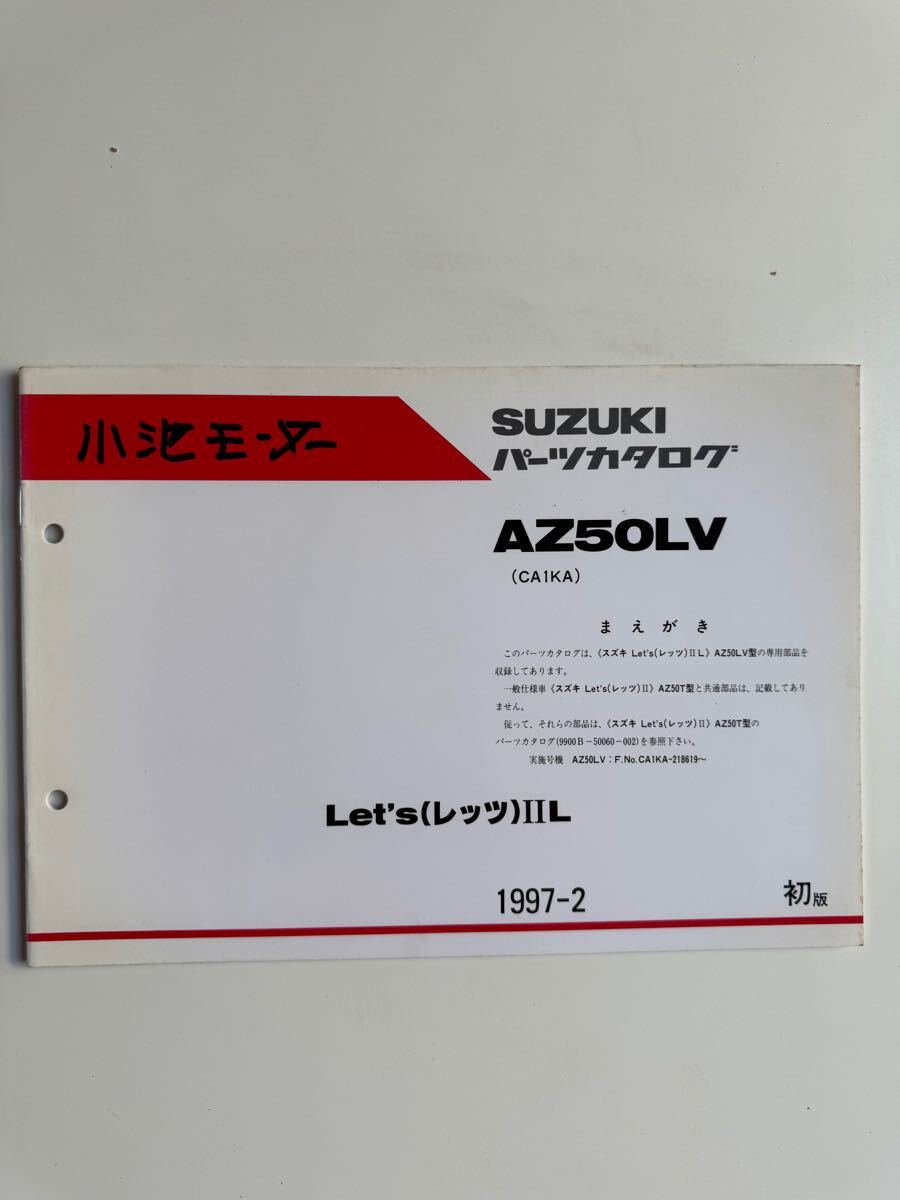 小池モーター
SUZUKI
パーツカタログ
AZ50LV
(CA1KA)
まえがき
このパーツカタログは、《スズキ Let's(レッツ)II L》AZ50LV型の専用部品を
収録してあります。
一般仕様車《スズキ Let's(レッツ)II》AZ50T型と共通部品は、記載してあり
ません。
従って、それらの部品は、《スズキ Let's(レッツ)II》AZ50T型の
パーツカタログ(9900B-50060-002)を参照下さい。
実施号機 AZ50LV：F.No.CA1KA-218619～
Let's(レッツ)II L
1997-2
初版